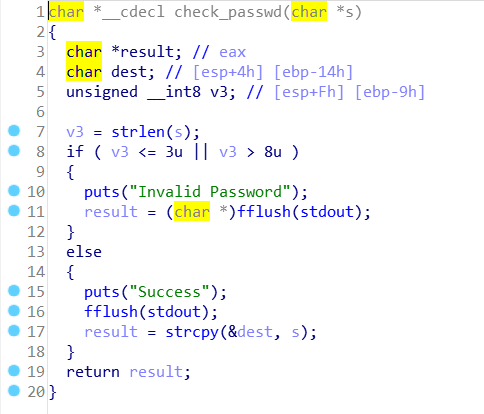 1 char *__cdecl check_passwd(char *s)
2 {
3   char *result; // eax
4   char dest; // [esp+4h] [ebp-14h]
5   unsigned __int8 v3; // [esp+Fh] [ebp-9h]
6
7   v3 = strlen(s);
8   if ( v3 <= 3u || v3 > 8u )
9   {
10     puts("Invalid Password");
11     result = (char *)fflush(stdout);
12   }
13   else
14   {
15     puts("Success");
16     fflush(stdout);
17     result = strcpy(&dest, s);
18   }
19   return result;
20 }